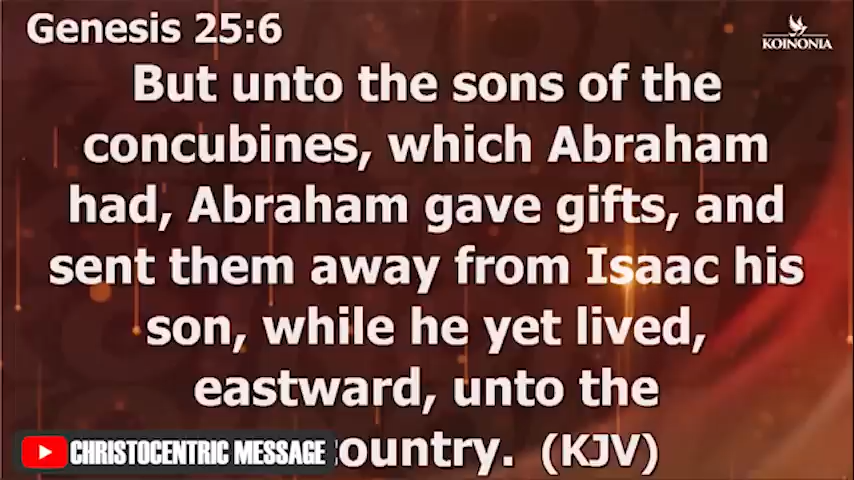 Genesis 25:6
KOINONIA
But unto the sons of the
concubines, which Abraham
had, Abraham gave gifts, and
sent them away from Isaac his
son, while he yet lived,
eastward, unto the
CHRISTOCENTRIC MESSAGE
(KJV)